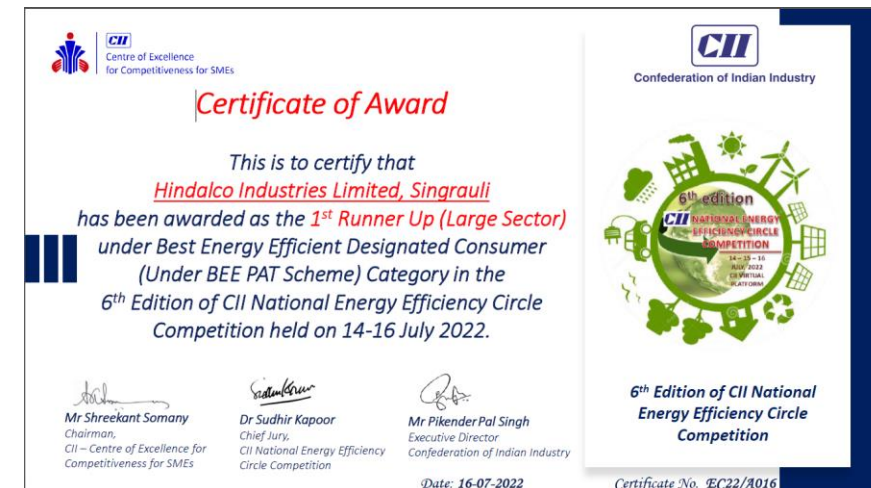 CII
Centre of Excellence
for Competitiveness for SMEs
Certificate of Award
This is to certify that
Hindalco Industries Limited, Singrauli
has been awarded as the 1st Runner Up (Large Sector)
under Best Energy Efficient Designated Consumer
(Under BEE PAT Scheme) Category in the
6th Edition of CII National Energy Efficiency Circle
Competition held on 14-16 July 2022.
Mr Shreekant Somany
Chairman,
CII – Centre of Excellence for
Competitiveness for SMEs
Dr Sudhir Kapoor
Chief Jury,
CII National Energy Efficiency
Circle Competition
Mr Pikender Pal Singh
Executive Director
Confederation of Indian Industry
Date: 16-07-2022
CII
Confederation of Indian Industry
6th edition
CII NATIONAL ENERGY
EFFICIENCY CIRCLE
COMPETITION
14 – 15 – 16
JULY, 2022
CII VIRTUAL
PLATFORM
6th Edition of CII National
Energy Efficiency Circle
Competition
Certificate No. EC22/A016